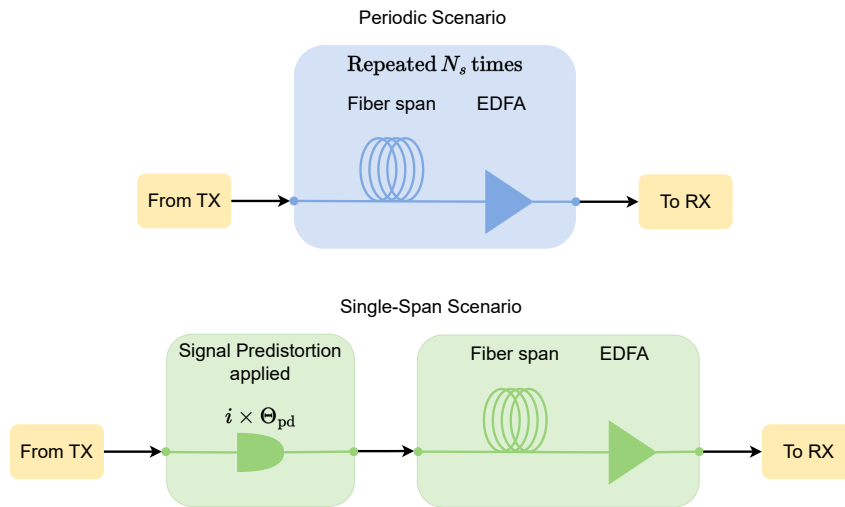 Periodic Scenario
Repeated N_s times
Fiber span EDFA
From TX
To RX
Single-Span Scenario
Signal Predistortion
applied
i × Θ_pd
Fiber span EDFA
From TX
To RX